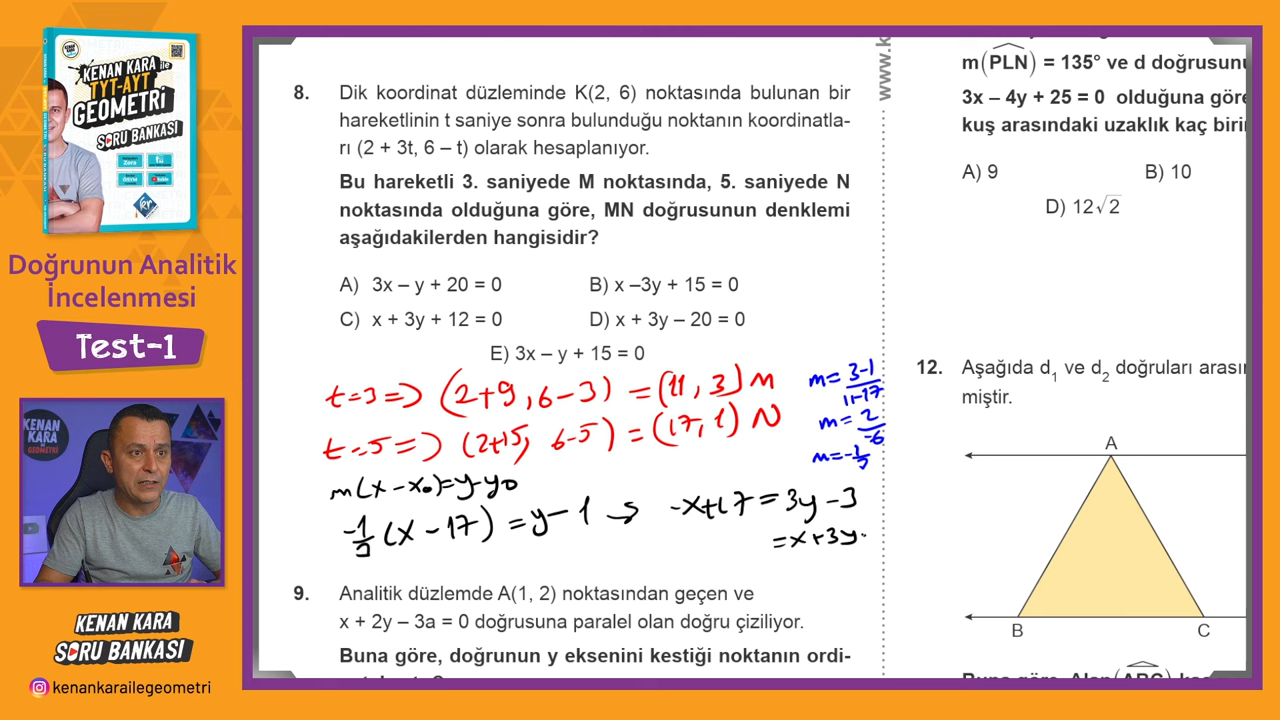 KENAN KARA ile
TYT-AYT
GEOMETRİ
SORU BANKASI
kr
Doğrunun Analitik
İncelenmesi
Test-1
KENAN KARA
ile GEOMETRİ
KENAN KARA
SORU BANKASI
kenankarailegeometri
8. Dik koordinat düzleminde K(2, 6) noktasında bulunan bir
hareketlinin t saniye sonra bulunduğu noktanın koordinatla-
rı (2 + 3t, 6 – t) olarak hesaplanıyor.
Bu hareketli 3. saniyede M noktasında, 5. saniyede N
noktasında olduğuna göre, MN doğrusunun denklemi
aşağıdakilerden hangisidir?
A) 3x – y + 20 = 0 B) x –3y + 15 = 0
C) x + 3y + 12 = 0 D) x + 3y – 20 = 0
E) 3x – y + 15 = 0
t=3 => (2+9, 6-3) = (11, 3) M
t=5 => (2+15, 6-5) = (17, 1) N
m = 3-1/11-17
m = 2/-6
m = -1/3
m(x-x0)=y-y0
-1/3 (x-17) = y-1 → -x+17 = 3y-3
= x+3y
9. Analitik düzlemde A(1, 2) noktasından geçen ve
x + 2y – 3a = 0 doğrusuna paralel olan doğru çiziliyor.
Buna göre, doğrunun y eksenini kestiği noktanın ordi-
www.k
m(PLN) = 135° ve d doğrusunu
3x – 4y + 25 = 0 olduğuna göre
kuş arasındaki uzaklık kaç biri
A) 9 B) 10
D) 12√2
12. Aşağıda d1 ve d2 doğruları arası
miştir.
A
B C